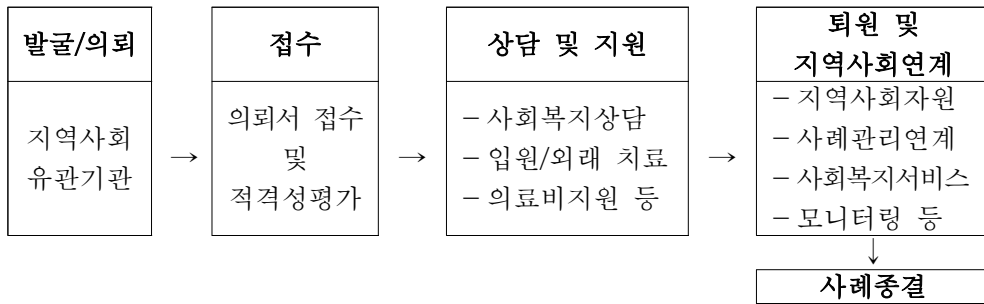 발굴/의뢰
지역사회
유관기관
→
접수
의뢰서 접수
및
적격성평가
→
상담 및 지원
- 사회복지상담
- 입원/외래 치료
- 의료비지원 등
→
퇴원 및
지역사회연계
- 지역사회자원
- 사례관리연계
- 사회복지서비스
- 모니터링 등
↓
사례종결